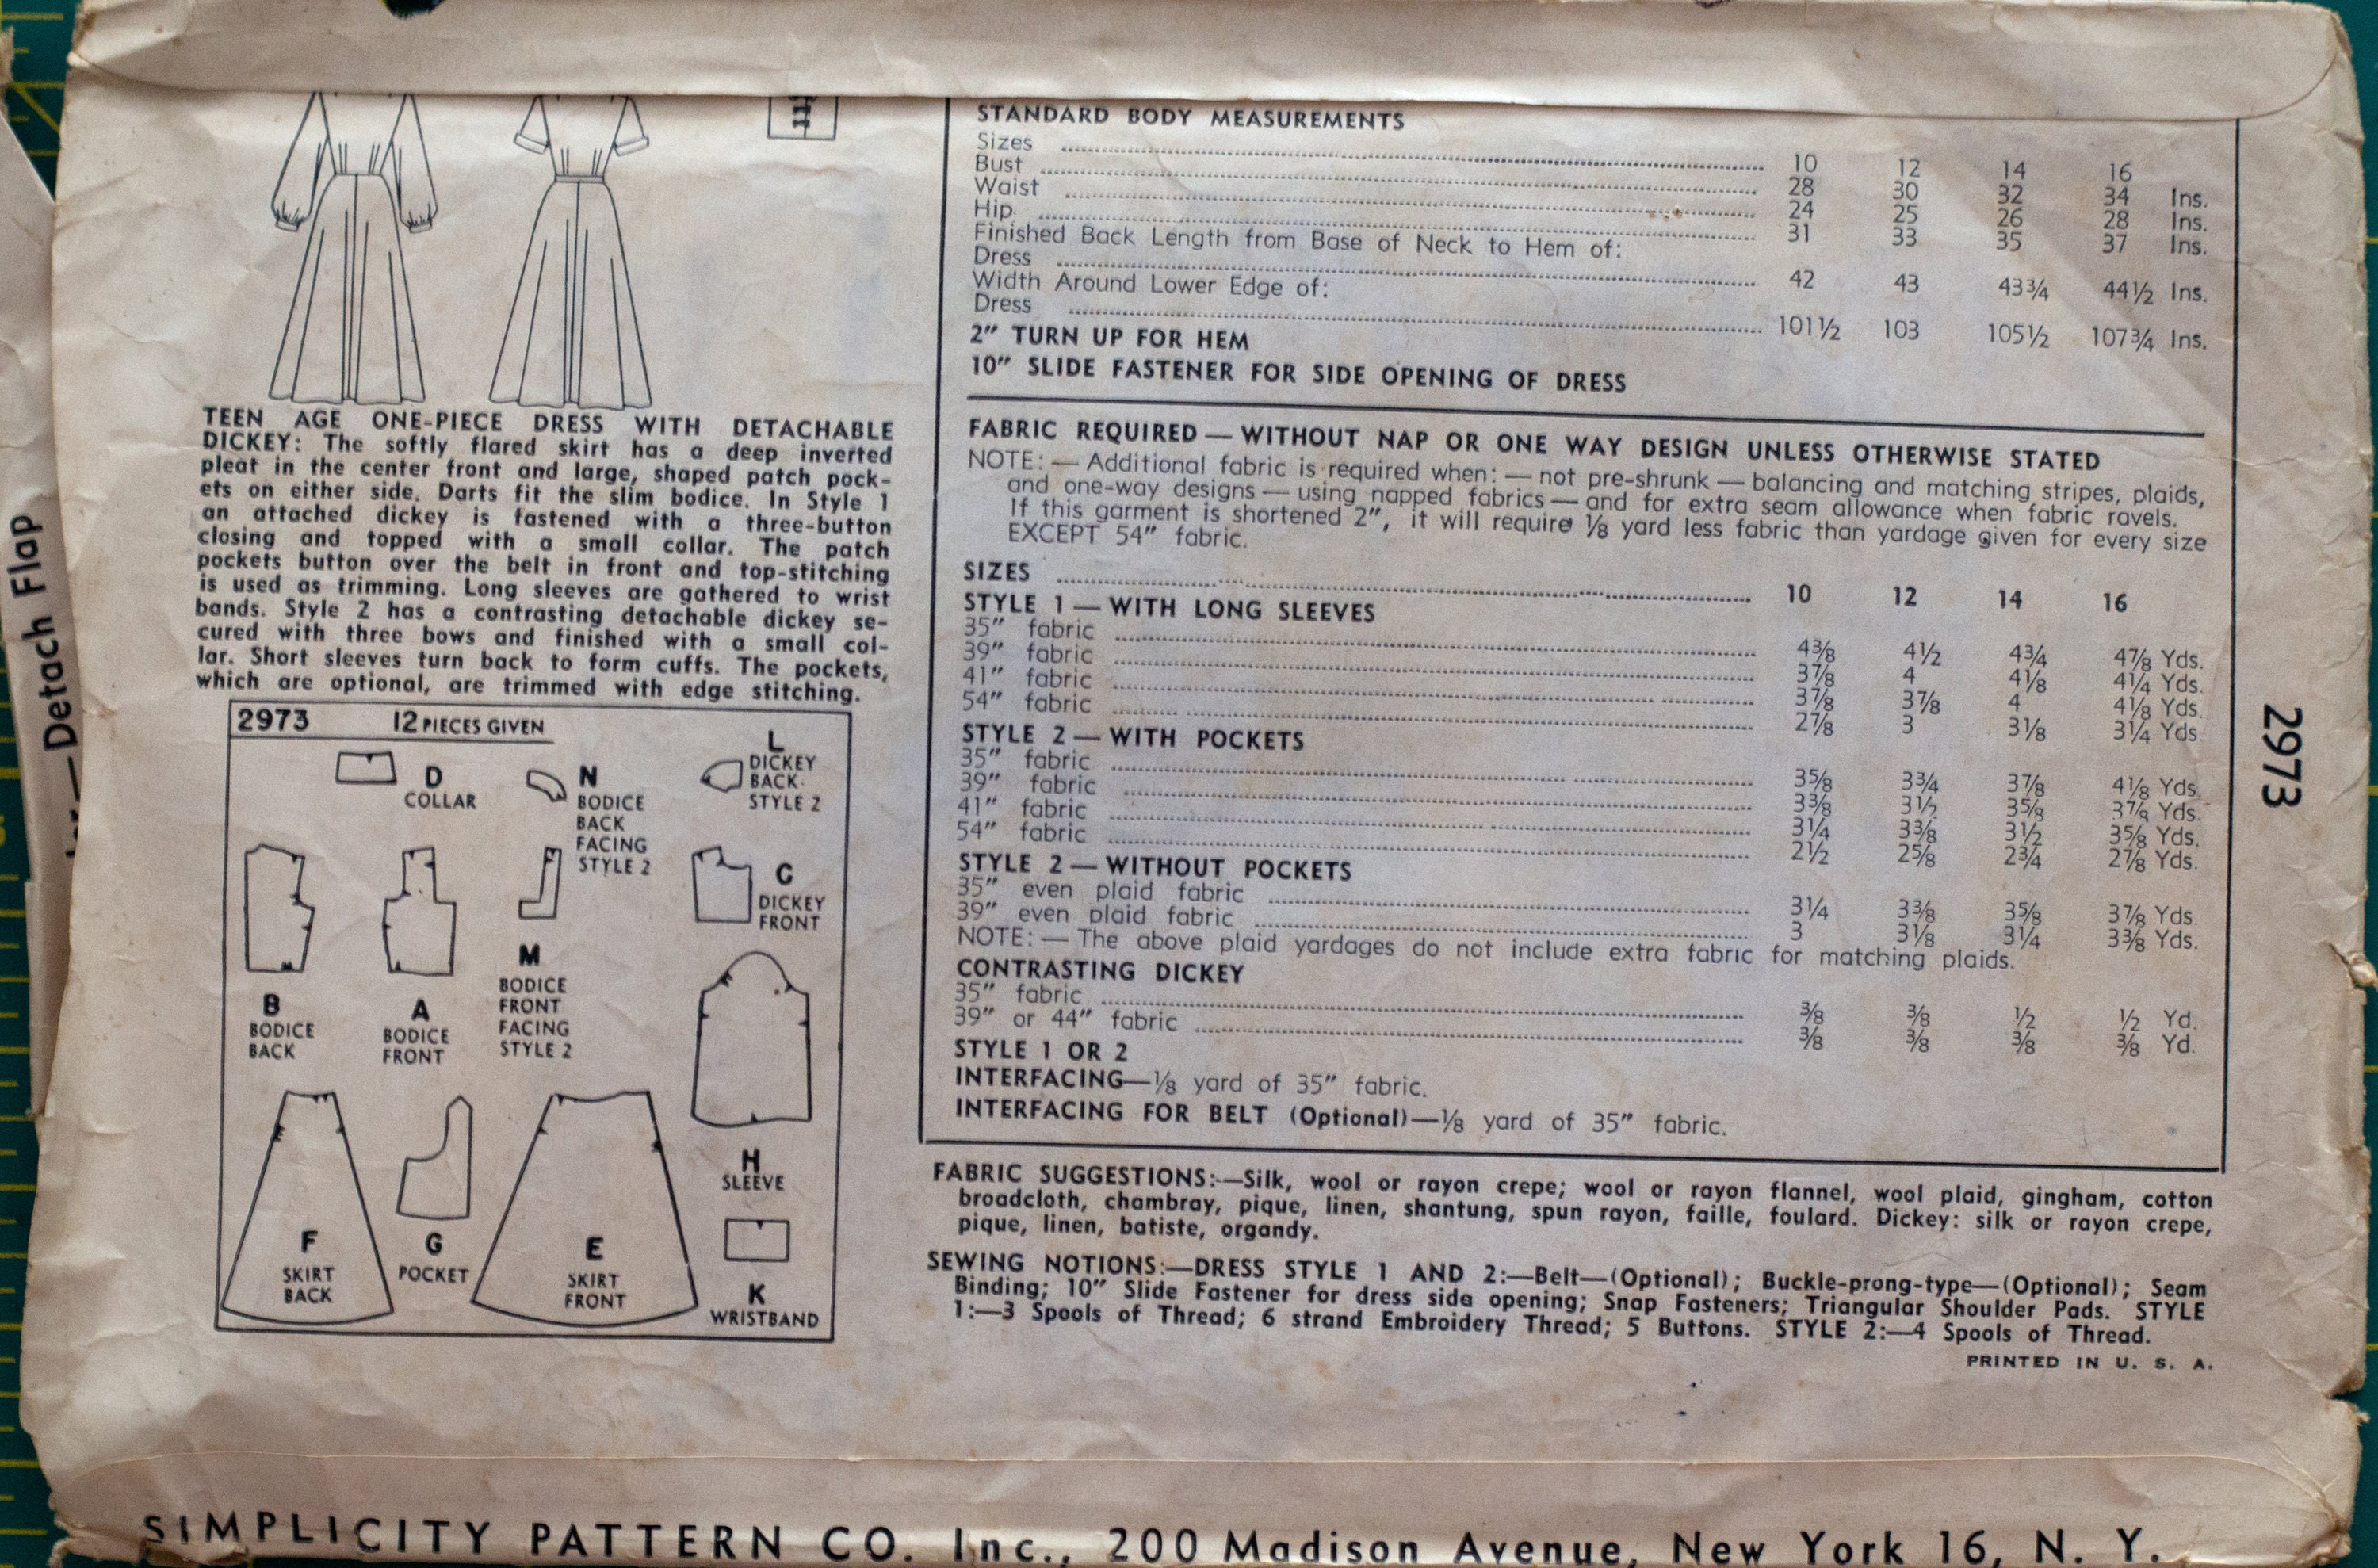 STANDARD BODY MEASUREMENTS
Sizes 10 12 14 16
Bust 28 30 32 34 Ins.
Waist 24 25 26 28 Ins.
Hip 31 33 35 37 Ins.
Finished Back Length from Base of Neck to Hem of:
Dress 42 43 43¾ 44½ Ins.
Width Around Lower Edge of:
Dress 101½ 103 105½ 107¾ Ins.
2" TURN UP FOR HEM
10" SLIDE FASTENER FOR SIDE OPENING OF DRESS
FABRIC REQUIRED — WITHOUT NAP OR ONE WAY DESIGN UNLESS OTHERWISE STATED
NOTE: — Additional fabric is required when: — not pre-shrunk — balancing and matching stripes, plaids,
and one-way designs — using napped fabrics — and for extra seam allowance when fabric ravels.
If this garment is shortened 2", it will require ⅛ yard less fabric than yardage given for every size
EXCEPT 54" fabric.
SIZES 10 12 14 16
STYLE 1 — WITH LONG SLEEVES
35" fabric 4⅜ 4½ 4¾ 4⅞ Yds.
39" fabric 3⅞ 4 4⅛ 4¼ Yds.
41" fabric 3⅞ 3⅞ 4 4⅛ Yds.
54" fabric 2⅞ 3 3⅛ 3¼ Yds
STYLE 2 — WITH POCKETS
35" fabric 3⅝ 3¾ 3⅞ 4⅛ Yds.
39" fabric 3⅜ 3½ 3⅝ 3⅞ Yds.
41" fabric 3¼ 3⅜ 3½ 3⅝ Yds.
54" fabric 2½ 2⅝ 2¾ 2⅞ Yds.
STYLE 2 — WITHOUT POCKETS
35" even plaid fabric 3¼ 3⅜ 3⅝ 3⅞ Yds.
39" even plaid fabric 3 3⅛ 3¼ 3⅜ Yds.
NOTE: — The above plaid yardages do not include extra fabric for matching plaids.
CONTRASTING DICKEY
35" fabric ⅜ ⅜ ½ ½ Yd.
39" or 44" fabric ⅜ ⅜ ⅜ ⅜ Yd.
STYLE 1 OR 2
INTERFACING—⅛ yard of 35" fabric.
INTERFACING FOR BELT (Optional)—⅛ yard of 35" fabric.
TEEN AGE ONE-PIECE DRESS WITH DETACHABLE
DICKEY: The softly flared skirt has a deep inverted
pleat in the center front and large, shaped patch pock-
ets on either side. Darts fit the slim bodice. In Style 1
an attached dickey is fastened with a three-button
closing and topped with a small collar. The patch
pockets button over the belt in front and top-stitching
is used as trimming. Long sleeves are gathered to wrist
bands. Style 2 has a contrasting detachable dickey se-
cured with three bows and finished with a small col-
lar. Short sleeves turn back to form cuffs. The pockets,
which are optional, are trimmed with edge stitching.
2973 12 PIECES GIVEN
D
COLLAR
N
BODICE
BACK
FACING
STYLE 2
L
DICKEY
BACK
STYLE 2
B
BODICE
BACK
A
BODICE
FRONT
M
BODICE
FRONT
FACING
STYLE 2
C
DICKEY
FRONT
F
SKIRT
BACK
G
POCKET
E
SKIRT
FRONT
H
SLEEVE
K
WRISTBAND
FABRIC SUGGESTIONS:—Silk, wool or rayon crepe; wool or rayon flannel, wool plaid, gingham, cotton
broadcloth, chambray, pique, linen, shantung, spun rayon, faille, foulard. Dickey: silk or rayon crepe,
pique, linen, batiste, organdy.
SEWING NOTIONS:—DRESS STYLE 1 AND 2:—Belt—(Optional); Buckle-prong-type—(Optional); Seam
Binding; 10" Slide Fastener for dress side opening; Snap Fasteners; Triangular Shoulder Pads. STYLE
1:—3 Spools of Thread; 6 strand Embroidery Thread; 5 Buttons. STYLE 2:—4 Spools of Thread.
PRINTED IN U. S. A.
2973
—Detach Flap
SIMPLICITY PATTERN CO. Inc., 200 Madison Avenue, New York 16, N. Y.